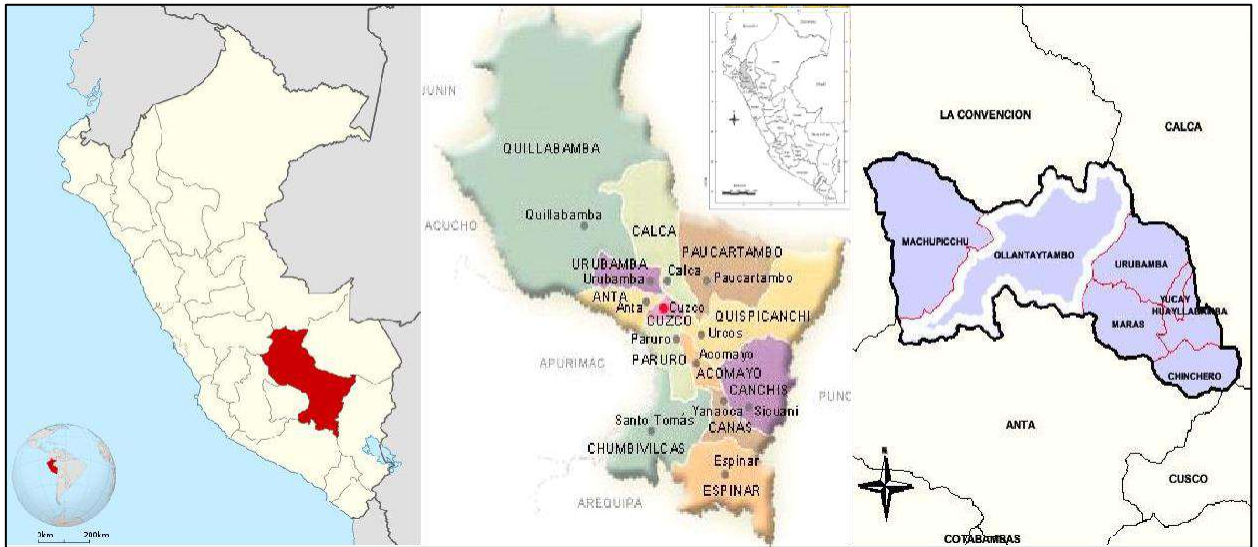 0km 200km
JUNIN
QUILLABAMBA
Quillabamba
ACUCHO
CALCA
PAUCARTAMBO
URUBAMBA
Calca
Urubamba
Paucartambo
ANTA
Anta
Cuzco
CUZCO
QUISPICANCHI
Urcos
Paruro
PARURO
Acomayo
APURIMAC
ACOMAYO
CANCHIS
PUNO
Yanaoca
Sicuani
Santo Tomás
CANAS
CHUMBIVILCAS
Espinar
ESPINAR
AREQUIPA
LA CONVENCION
CALCA
MACHUPICCHU
OLLANTAYTAMBO
URUBAMBA
YUCAY
HUAYLLABAMBA
MARAS
CHINCHERO
ANTA
N
CUSCO
COTABAMBAS